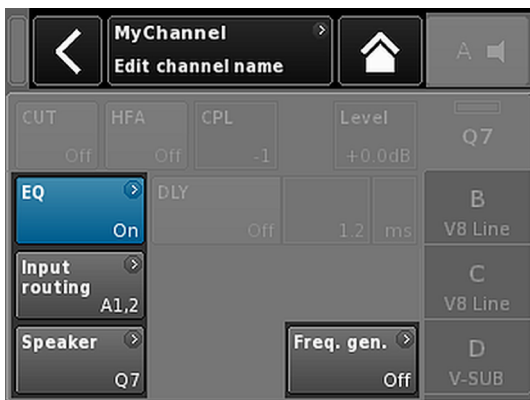 MyChannel
Edit channel name
A
CUT
Off
HFA
Off
CPL
-1
Level
+0.0dB
Q7
EQ
On
DLY
Off
1.2 ms
B
V8 Line
Input
routing
A1,2
C
V8 Line
Speaker
Q7
Freq. gen.
Off
D
V-SUB